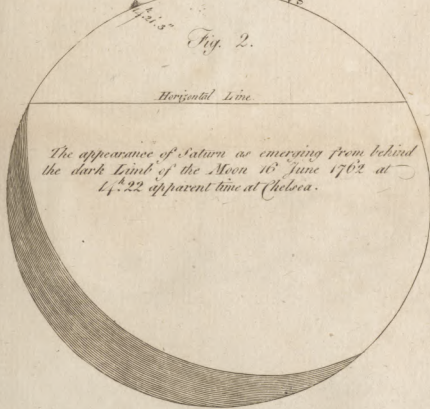 Fig. 2.
Horizontal Line.
The appearance of Saturn as emerging from behind
the dark Limb of the Moon 16 June 1762 at
14.ʰ22 apparent time at Chelsea.